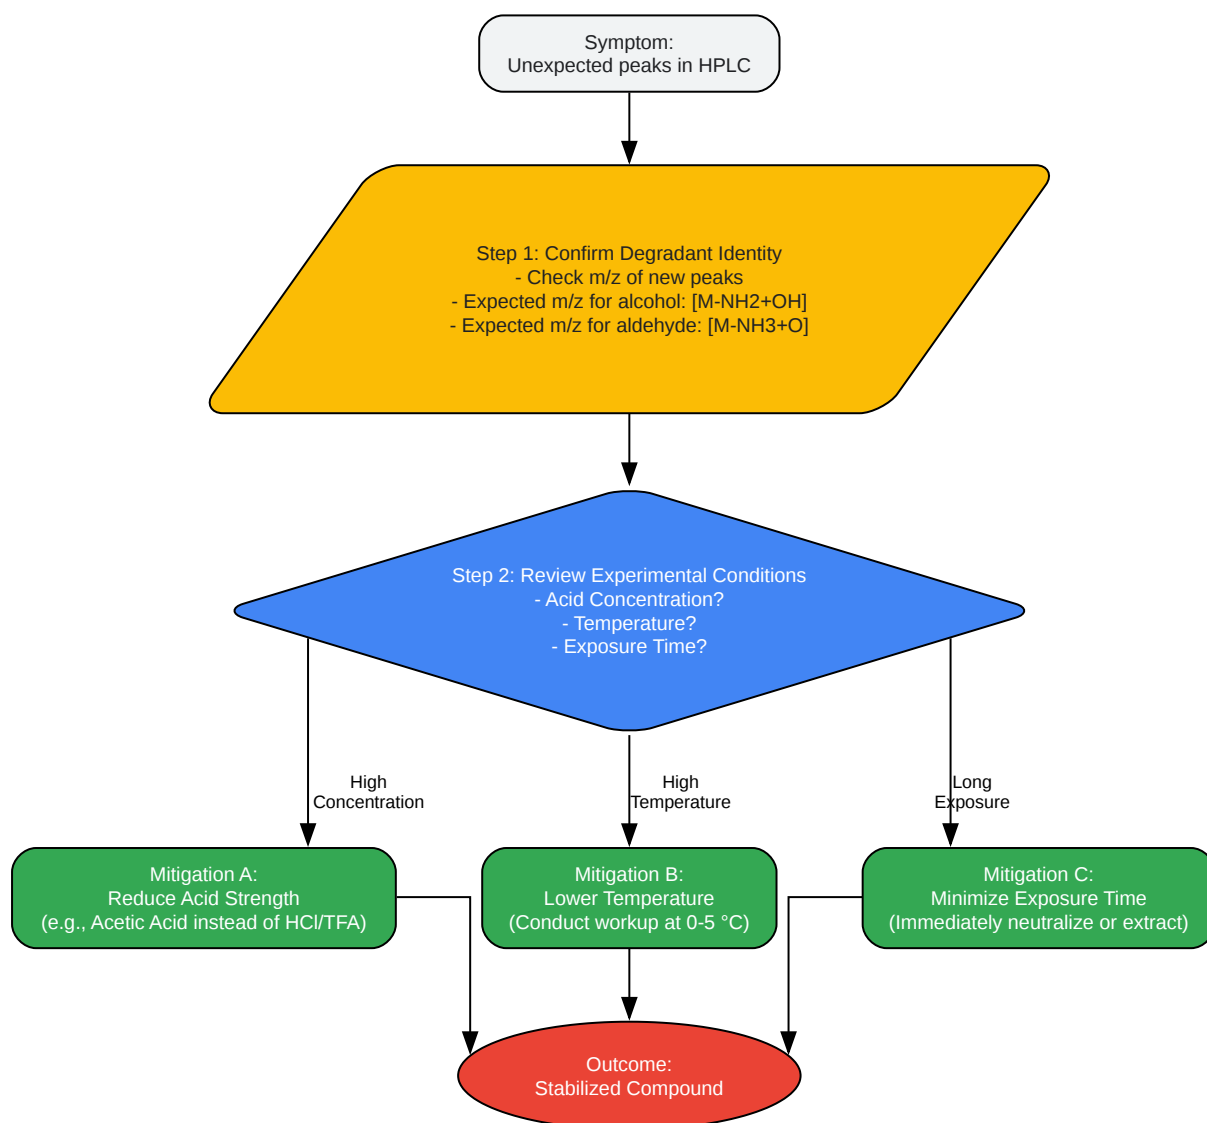 Symptom:
Unexpected peaks in HPLC
Step 1: Confirm Degradant Identity
- Check m/z of new peaks
- Expected m/z for alcohol: [M-NH2+OH]
- Expected m/z for aldehyde: [M-NH3+O]
Step 2: Review Experimental Conditions
- Acid Concentration?
- Temperature?
- Exposure Time?
High
Concentration
High
Temperature
Long
Exposure
Mitigation A:
Reduce Acid Strength
(e.g., Acetic Acid instead of HCl/TFA)
Mitigation B:
Lower Temperature
(Conduct workup at 0-5 °C)
Mitigation C:
Minimize Exposure Time
(Immediately neutralize or extract)
Outcome:
Stabilized Compound